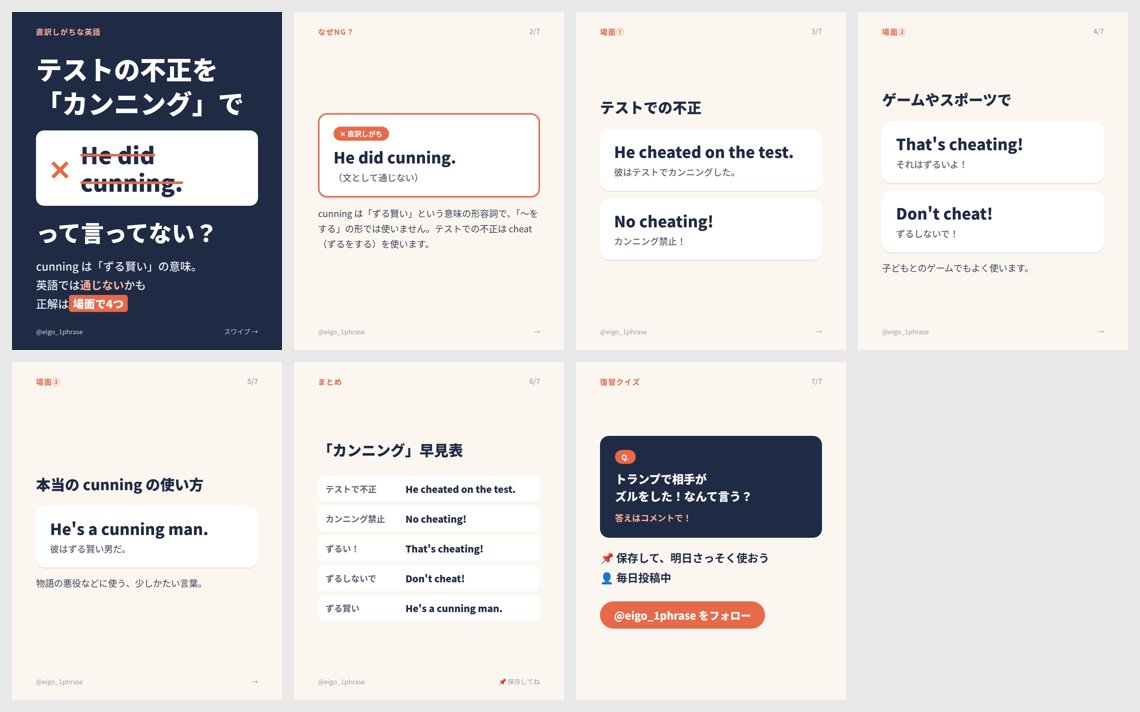 直訳しがちな英語
テストの不正を
「カンニング」で
× He did
cunning.
って言ってない？
cunning は「ずる賢い」の意味。
英語では通じないかも
正解は 場面で4つ
@eigo_1phrase スワイプ →
なぜNG？ 2/7
× 直訳しがち
He did cunning.
（文として通じない）
cunning は「ずる賢い」という意味の形容詞で、「〜を
する」の形では使いません。テストでの不正は cheat
（ずるをする）を使います。
@eigo_1phrase →
場面① 3/7
テストでの不正
He cheated on the test.
彼はテストでカンニングした。
No cheating!
カンニング禁止！
@eigo_1phrase →
場面② 4/7
ゲームやスポーツで
That's cheating!
それはずるいよ！
Don't cheat!
ずるしないで！
子どもとのゲームでもよく使います。
@eigo_1phrase →
場面③ 5/7
本当の cunning の使い方
He's a cunning man.
彼はずる賢い男だ。
物語の悪役などに使う、少しかたい言葉。
@eigo_1phrase →
まとめ 6/7
「カンニング」早見表
テストで不正 He cheated on the test.
カンニング禁止 No cheating!
ずるい！ That's cheating!
ずるしないで Don't cheat!
ずる賢い He's a cunning man.
@eigo_1phrase 📌 保存してね
復習クイズ 7/7
Q.
トランプで相手が
ズルをした！なんて言う？
答えはコメントで！
📌 保存して、明日さっそく使おう
👤 毎日投稿中
@eigo_1phrase をフォロー